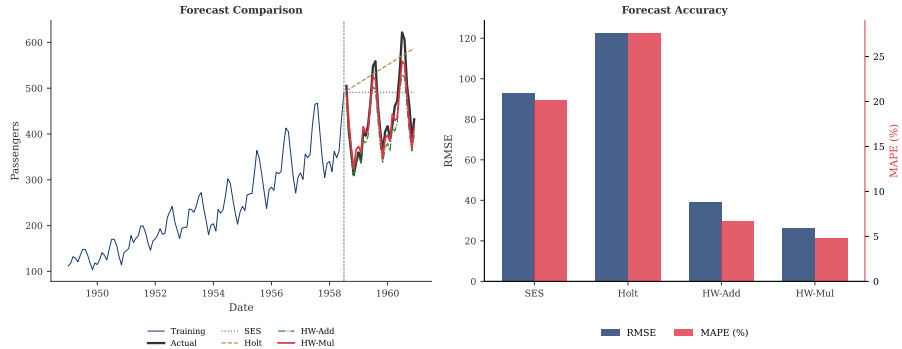 Forecast Comparison
Passengers
600
500
400
300
200
100
1950
1952
1954
1956
1958
1960
Date
Training
SES
HW-Add
Actual
Holt
HW-Mul
Forecast Accuracy
RMSE
120
100
80
60
40
20
0
SES
Holt
HW-Add
HW-Mul
25
20
15
10
5
0
MAPE (%)
RMSE
MAPE (%)